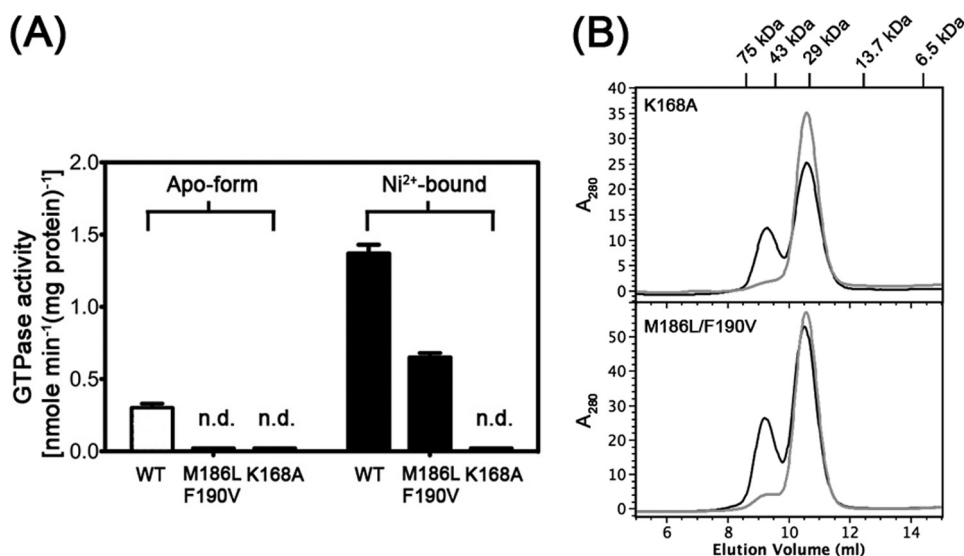 (A)
GTPase activity
[nmole min⁻¹(mg protein)⁻¹]
2.0
1.5
1.0
0.5
0.0
Apo-form
Ni²⁺-bound
n.d.
n.d.
n.d.
WT
M186L
F190V
K168A
WT
M186L
F190V
K168A
(B)
75 kDa
43 kDa
29 kDa
13.7 kDa
6.5 kDa
K168A
A₂₈₀
40
35
30
25
20
15
10
5
0
M186L/F190V
A₂₈₀
50
40
30
20
10
0
6
8
10
12
14
Elution Volume (ml)